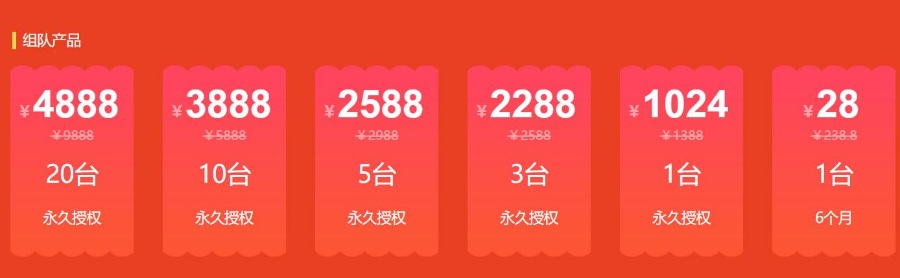 组队产品
¥4888
¥9888
20台
永久授权
¥3888
¥5888
10台
永久授权
¥2588
¥2988
5台
永久授权
¥2288
¥2588
3台
永久授权
¥1024
¥1388
1台
永久授权
¥28
¥238.8
1台
6个月